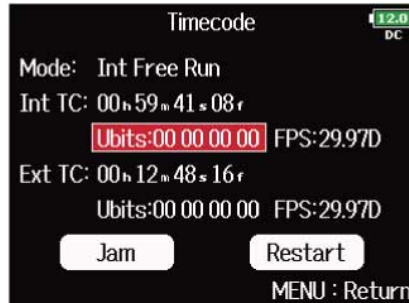 Timecode
12.0
DC
Mode: Int Free Run
Int TC: 00h59m41s08f
Ubits:00 00 00 00 FPS:29.97D
Ext TC: 00h12m48s16f
Ubits:00 00 00 00 FPS:29.97D
Jam Restart
MENU : Return